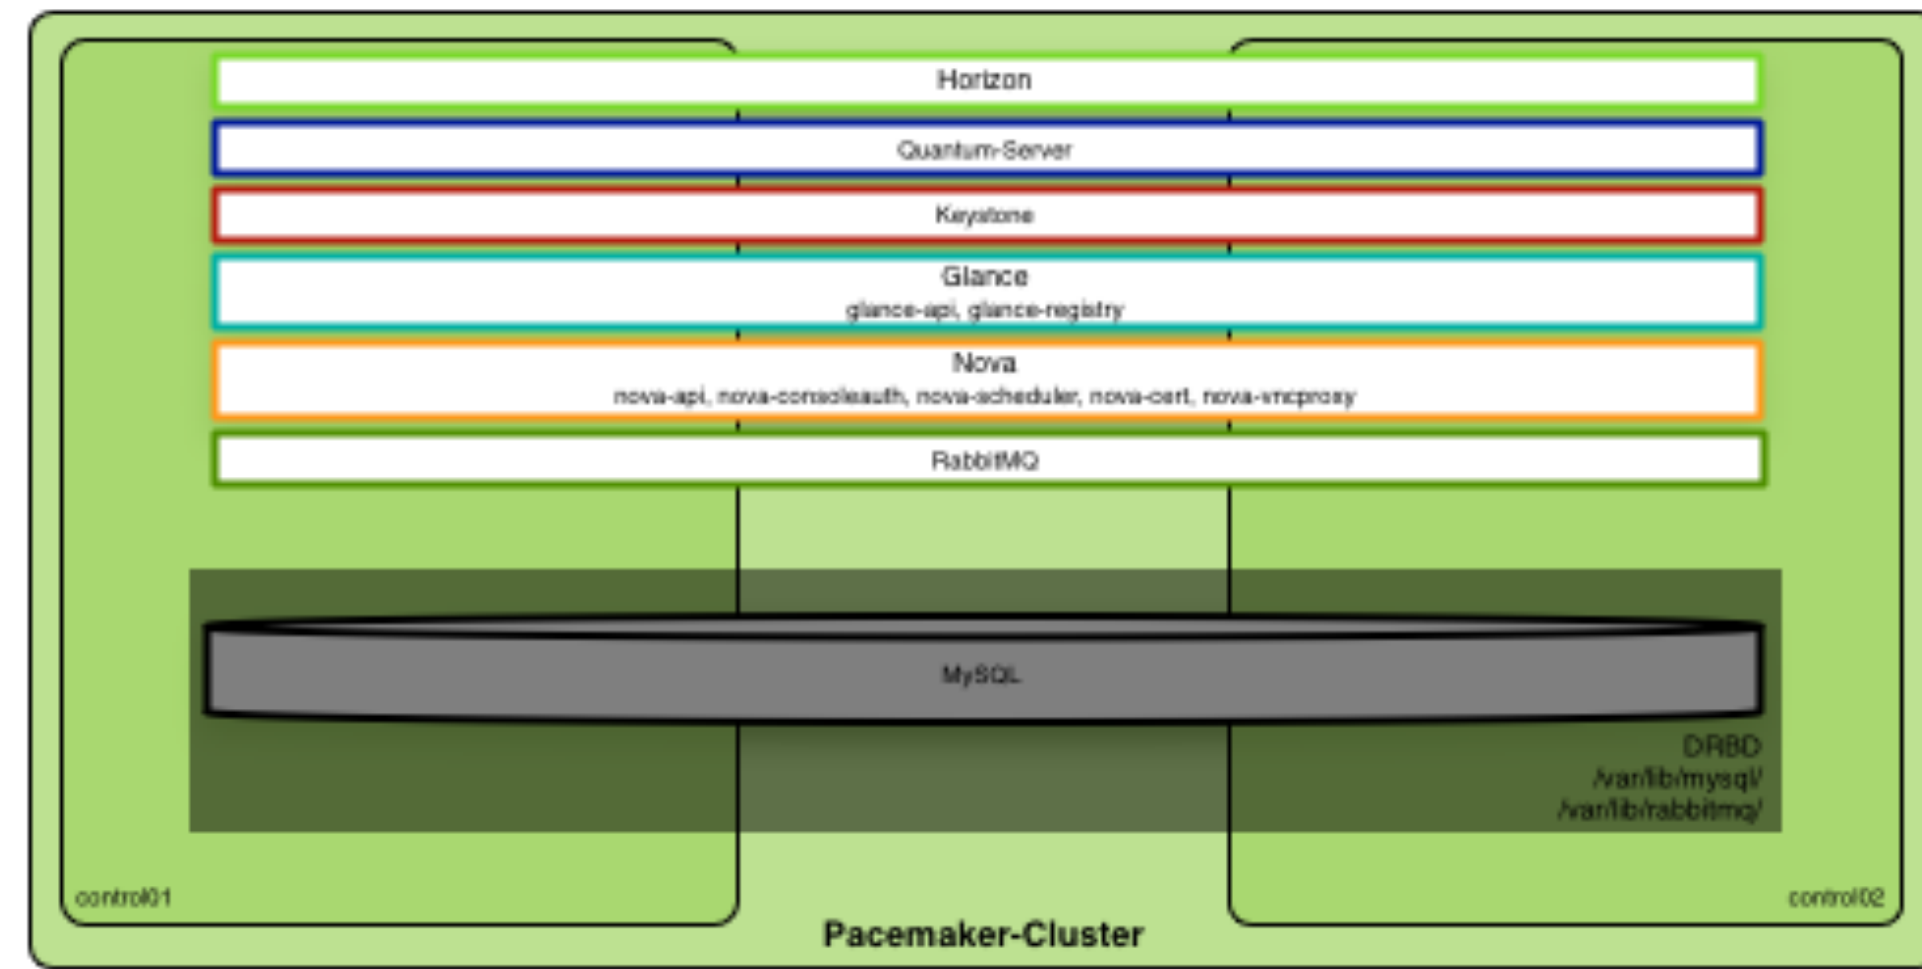 Horizon
Quantum-Server
Keystone
Glance
glance-api, glance-registry
Nova
nova-api, nova-consoleauth, nova-scheduler, nova-cert, nova-vncproxy
RabbitMQ
MySQL
DRBD
/var/lib/mysql/
/var/lib/rabbitmq/
control01
control02
Pacemaker-Cluster